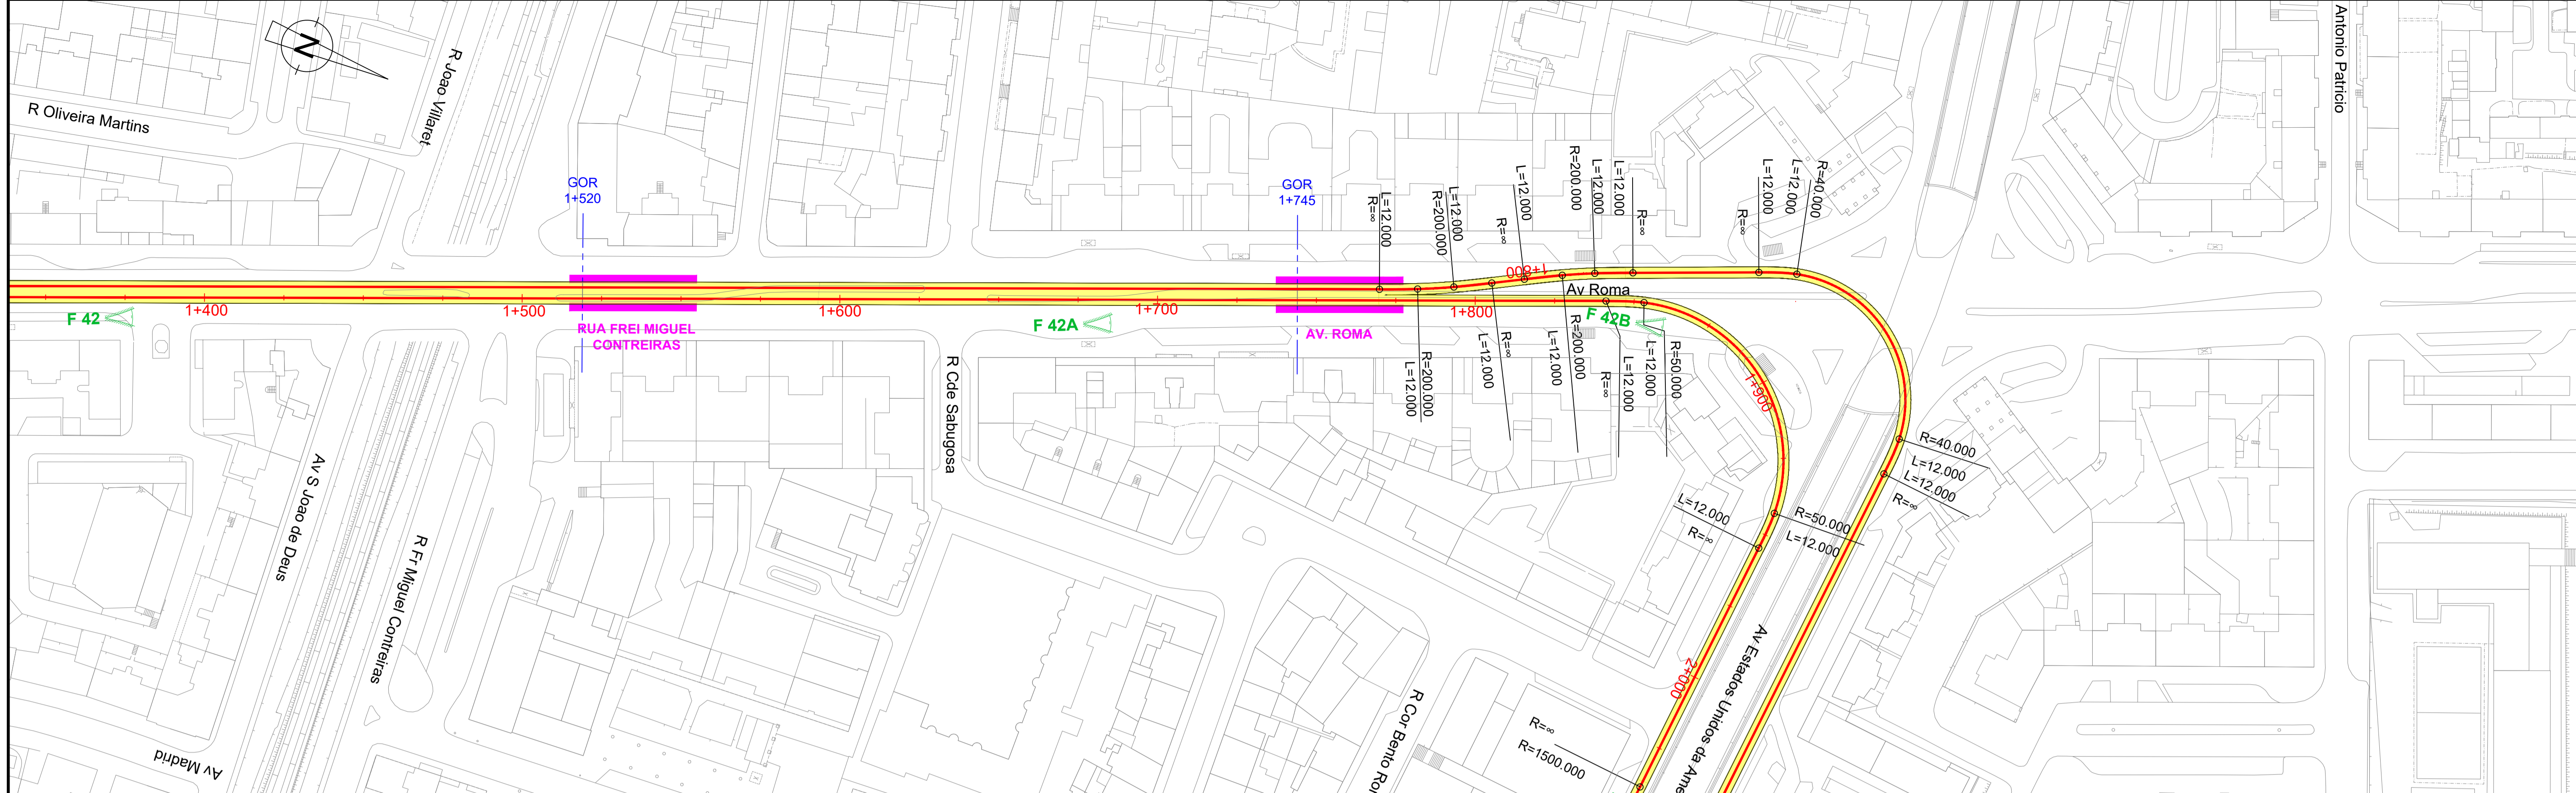 N
R Joao Villaret
Antonio Patricio
R Oliveira Martins
GOR
1+520
GOR
1+745
R=∞
L=12.000
R=200.000
L=12.000
R=∞
L=12.000
R=200.000
L=12.000
L=12.000
R=∞
R=∞
L=12.000
L=12.000
R=40.000
1+800
Av Roma
1+400
1+500
1+600
1+700
1+800
F 42
F 42A
F 42B
RUA FREI MIGUEL
CONTREIRAS
AV. ROMA
L=12.000
R=200.000
L=12.000
R=∞
L=12.000
R=200.000
R=∞
L=12.000
L=12.000
R=50.000
1+900
R Cde Sabugosa
R=40.000
L=12.000
L=12.000
R=∞
L=12.000
R=∞
R=50.000
L=12.000
Av S Joao de Deus
R Fr Miguel Contreiras
Av Madrid
2+000
Av Estados Unidos da Ame
R Cor Bento Ro
R=∞
R=1500.000